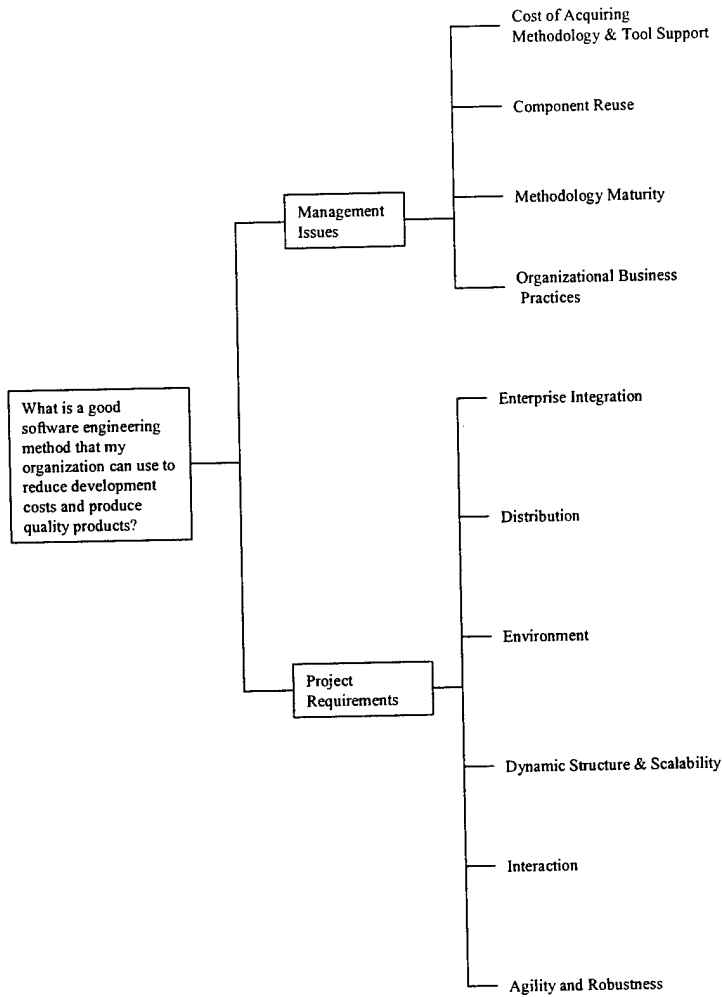 Cost of Acquiring
Methodology & Tool Support
Component Reuse
Management
Issues
Methodology Maturity
Organizational Business
Practices
What is a good
software engineering
method that my
organization can use to
reduce development
costs and produce
quality products?
Enterprise Integration
Distribution
Environment
Project
Requirements
Dynamic Structure & Scalability
Interaction
Agility and Robustness